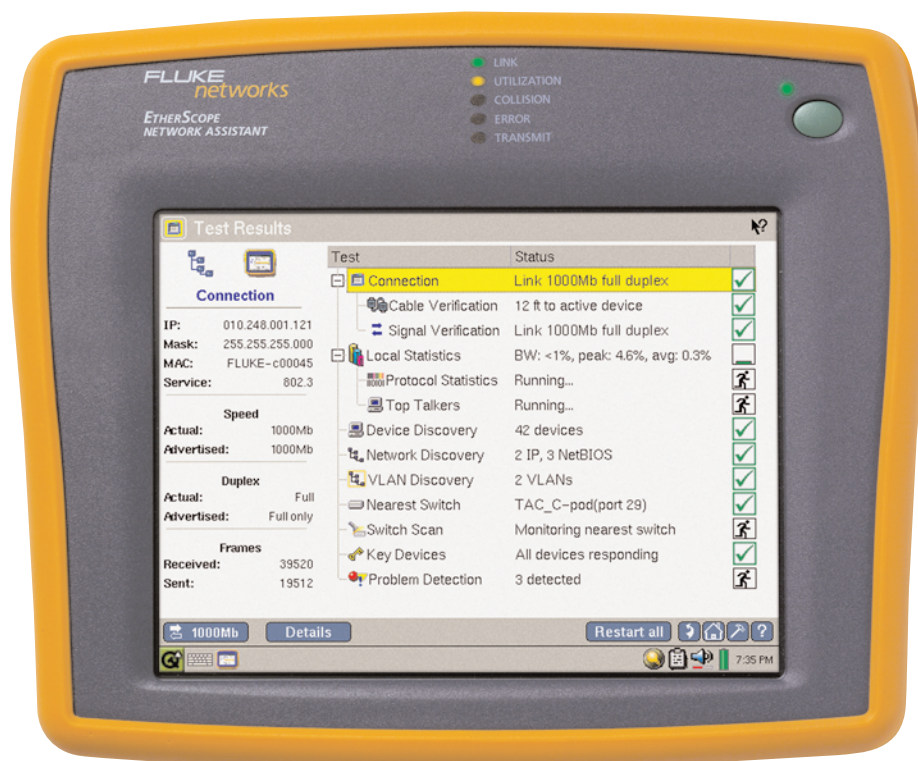 FLUKE
networks
ETHERSCOPE
NETWORK ASSISTANT
LINK
UTILIZATION
COLLISION
ERROR
TRANSMIT
Test Results
Connection
IP: 010.248.001.121
Mask: 255.255.255.000
MAC: FLUKE-c00045
Service: 802.3
Speed
Actual: 1000Mb
Advertised: 1000Mb
Duplex
Actual: Full
Advertised: Full only
Frames
Received: 39520
Sent: 19512
Test Status
Connection Link 1000Mb full duplex
Cable Verification 12 ft to active device
Signal Verification Link 1000Mb full duplex
Local Statistics BW: <1%, peak: 4.6%, avg: 0.3%
Protocol Statistics Running...
Top Talkers Running...
Device Discovery 42 devices
Network Discovery 2 IP, 3 NetBIOS
VLAN Discovery 2 VLANs
Nearest Switch TAC_C-pod(port 29)
Switch Scan Monitoring nearest switch
Key Devices All devices responding
Problem Detection 3 detected
1000Mb Details Restart all ?
7:35 PM